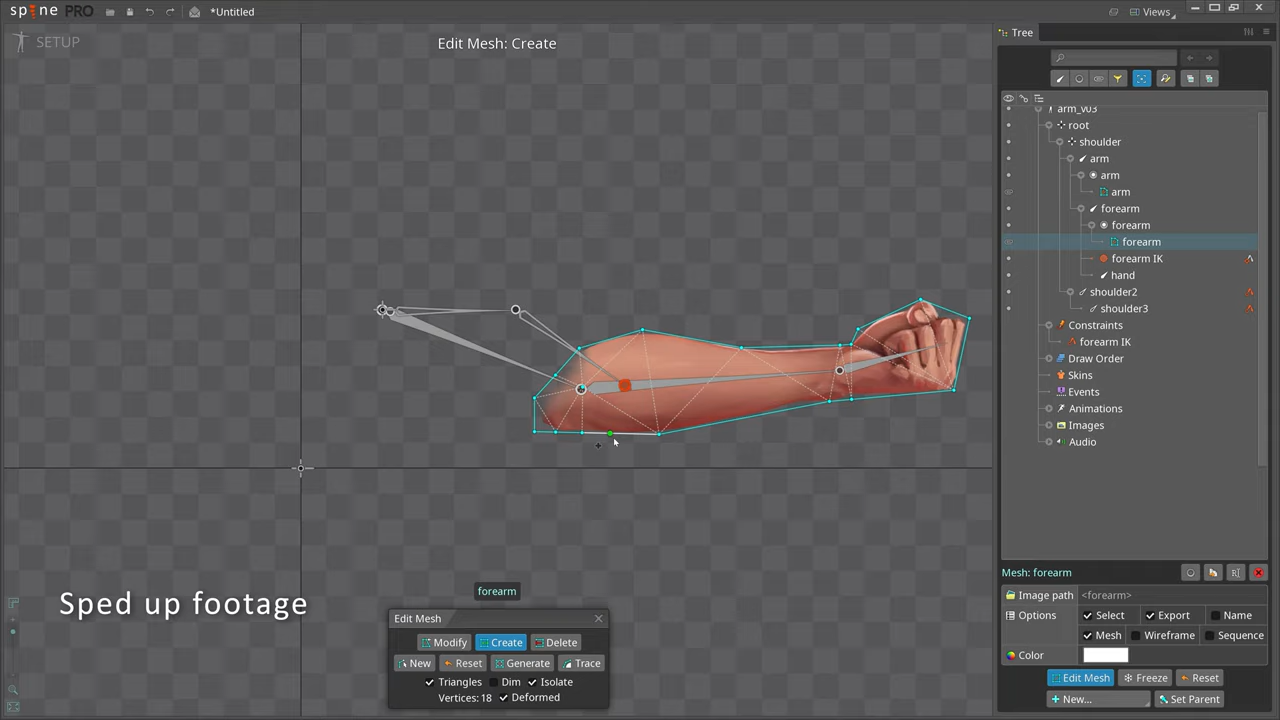 spine PRO
*Untitled
Views
SETUP
Edit Mesh: Create
Tree
arm_v03
root
shoulder
arm
arm
arm
forearm
forearm
forearm
forearm IK
hand
shoulder2
shoulder3
Constraints
forearm IK
Draw Order
Skins
Events
Animations
Images
Audio
Sped up footage
forearm
Edit Mesh
Modify
Create
Delete
New
Reset
Generate
Trace
Triangles
Dim
Isolate
Vertices: 18
Deformed
Mesh: forearm
Image path
<forearm>
Options
Select
Export
Name
Mesh
Wireframe
Sequence
Color
Edit Mesh
Freeze
Reset
New...
Set Parent